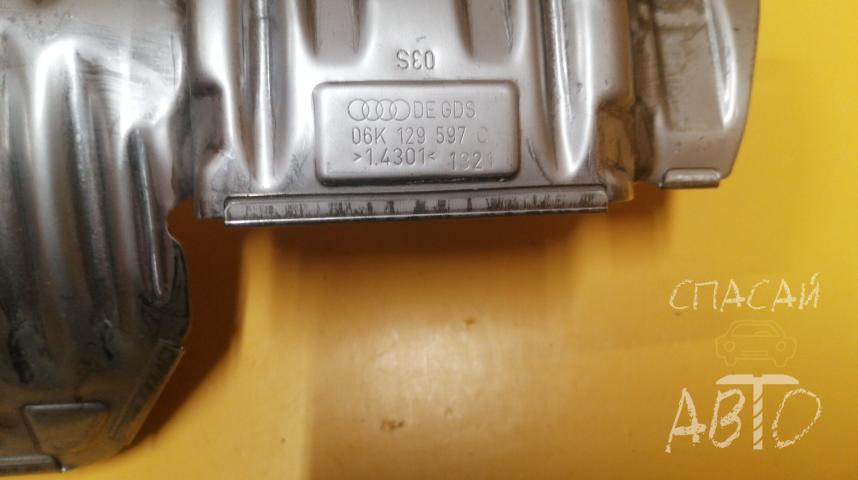 03S
DE GDS
06K 129 597 C
>1.4301< 1321
СПАСАЙ
АВТО